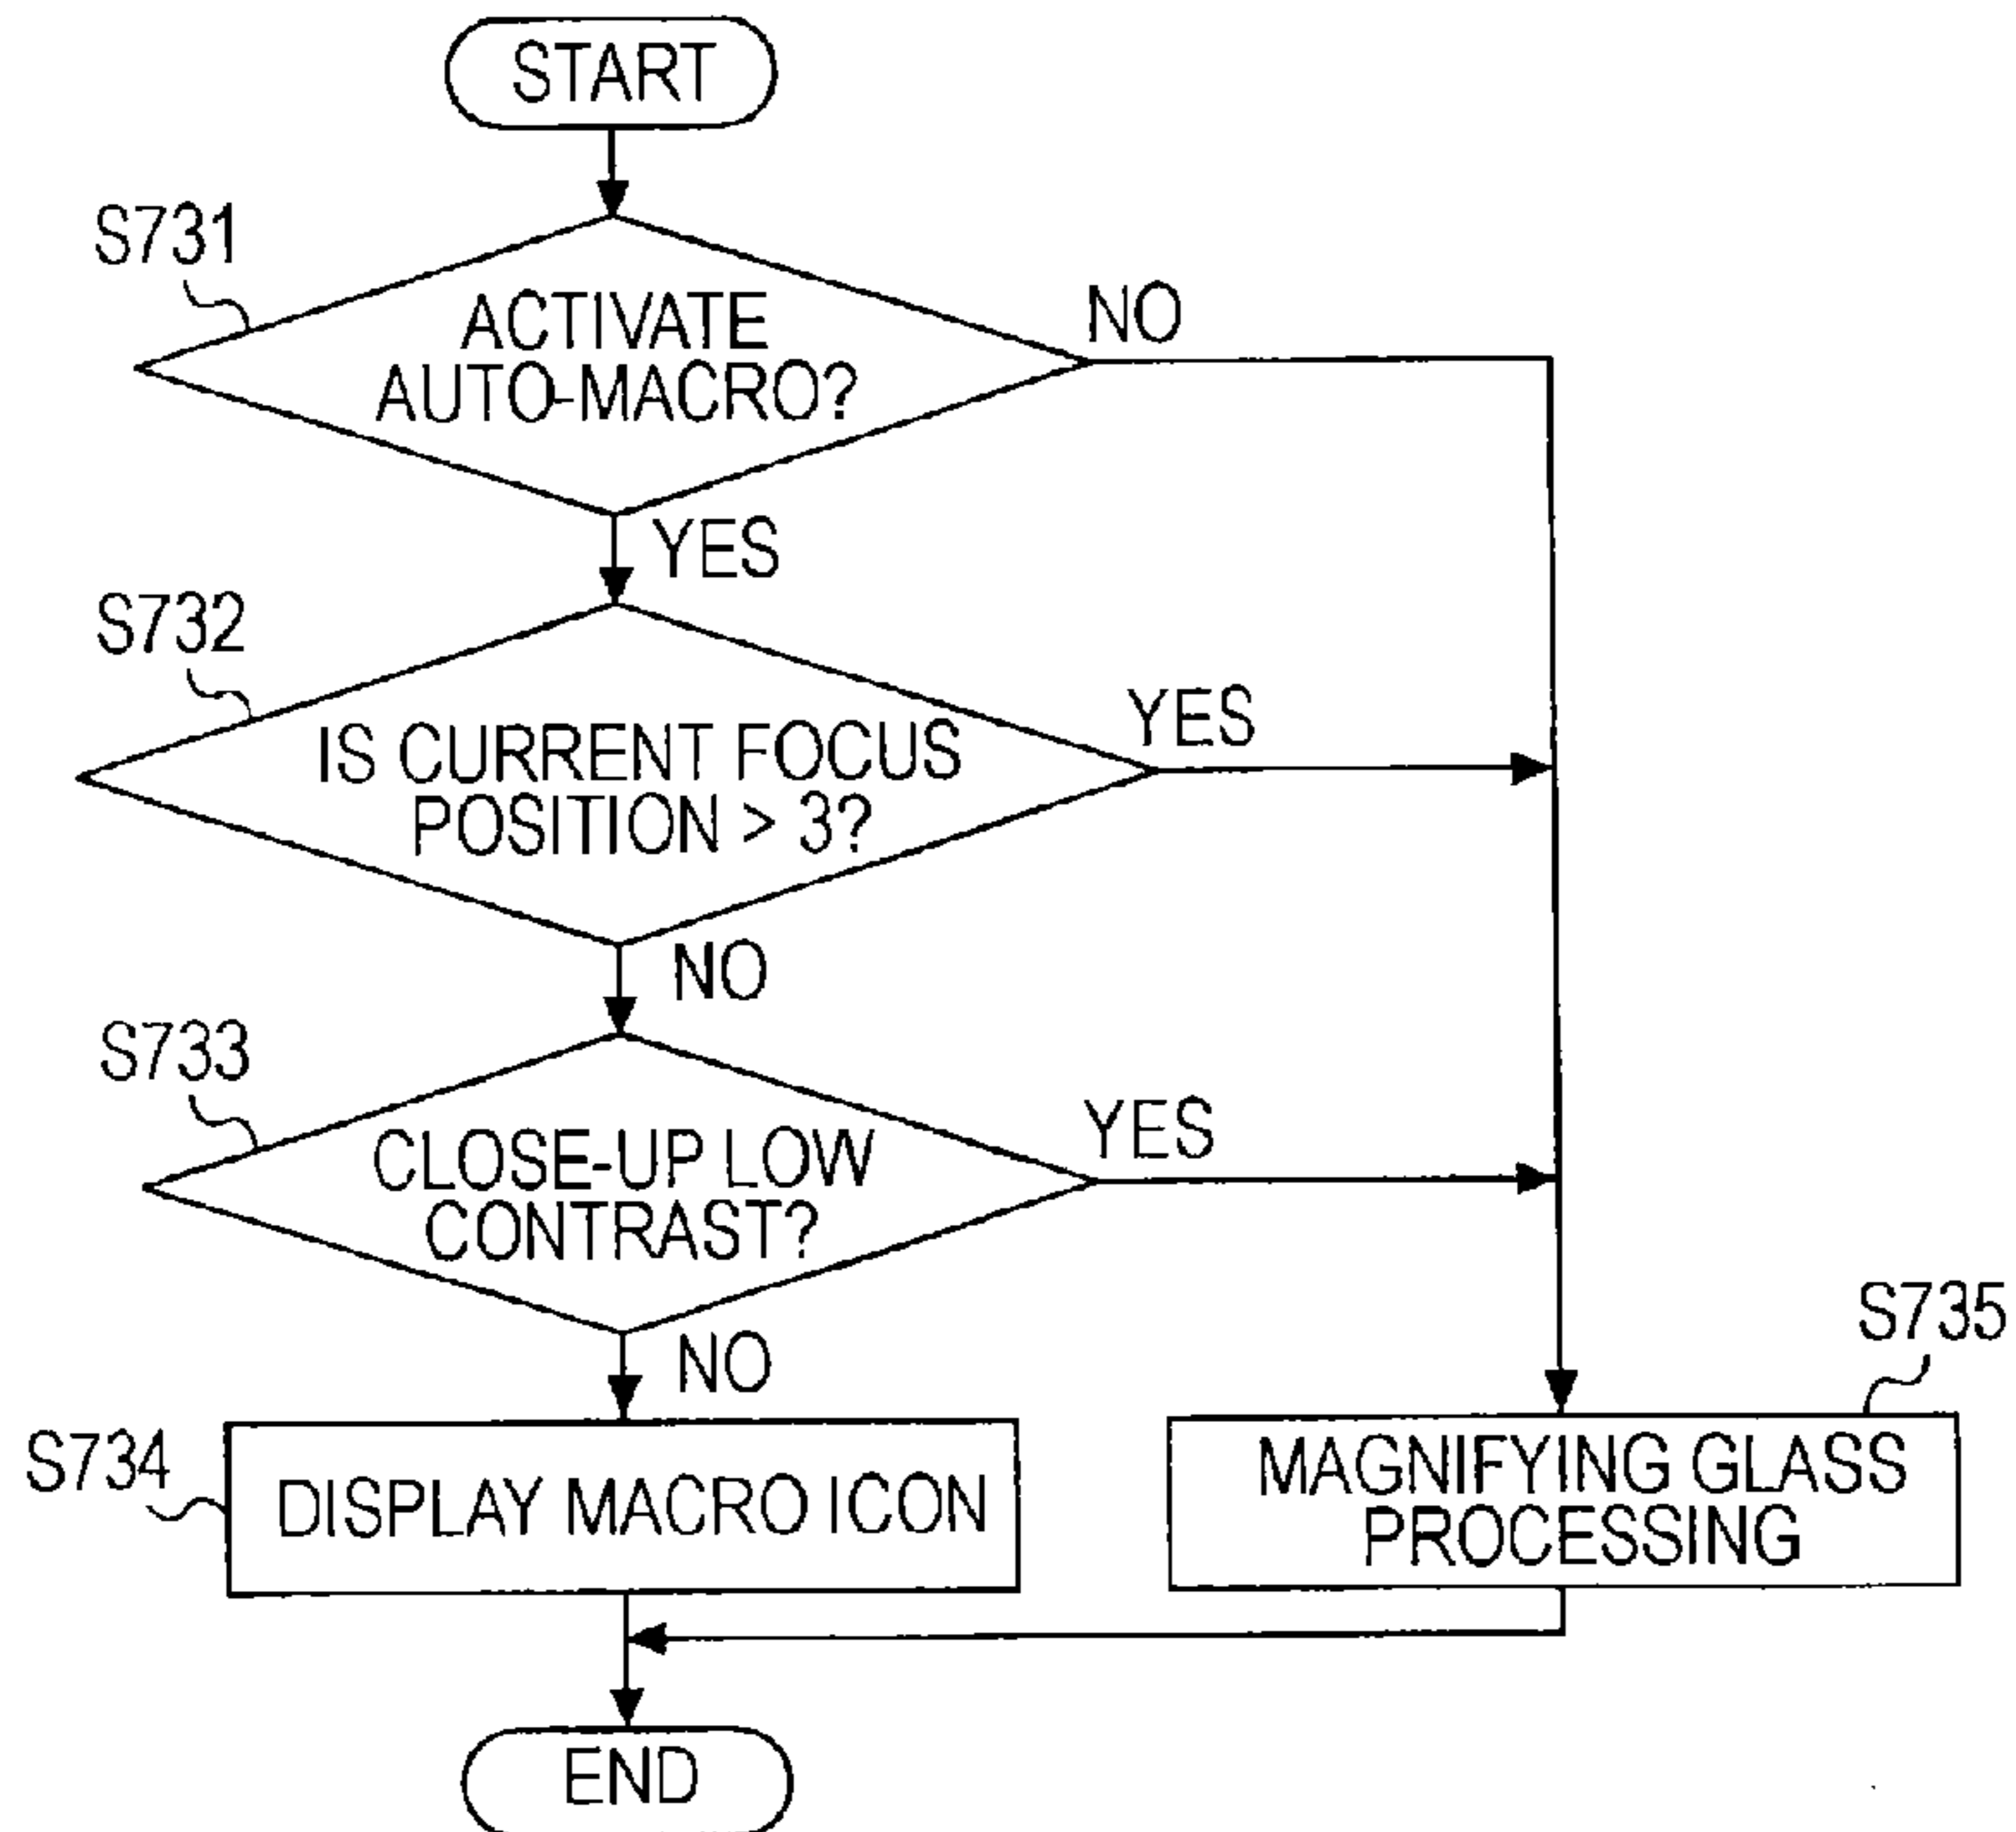 START
S731
ACTIVATE
AUTO-MACRO?
NO
YES
S732
IS CURRENT FOCUS
POSITION > 3?
YES
NO
S733
CLOSE-UP LOW
CONTRAST?
YES
NO
S734
DISPLAY MACRO ICON
S735
MAGNIFYING GLASS
PROCESSING
END